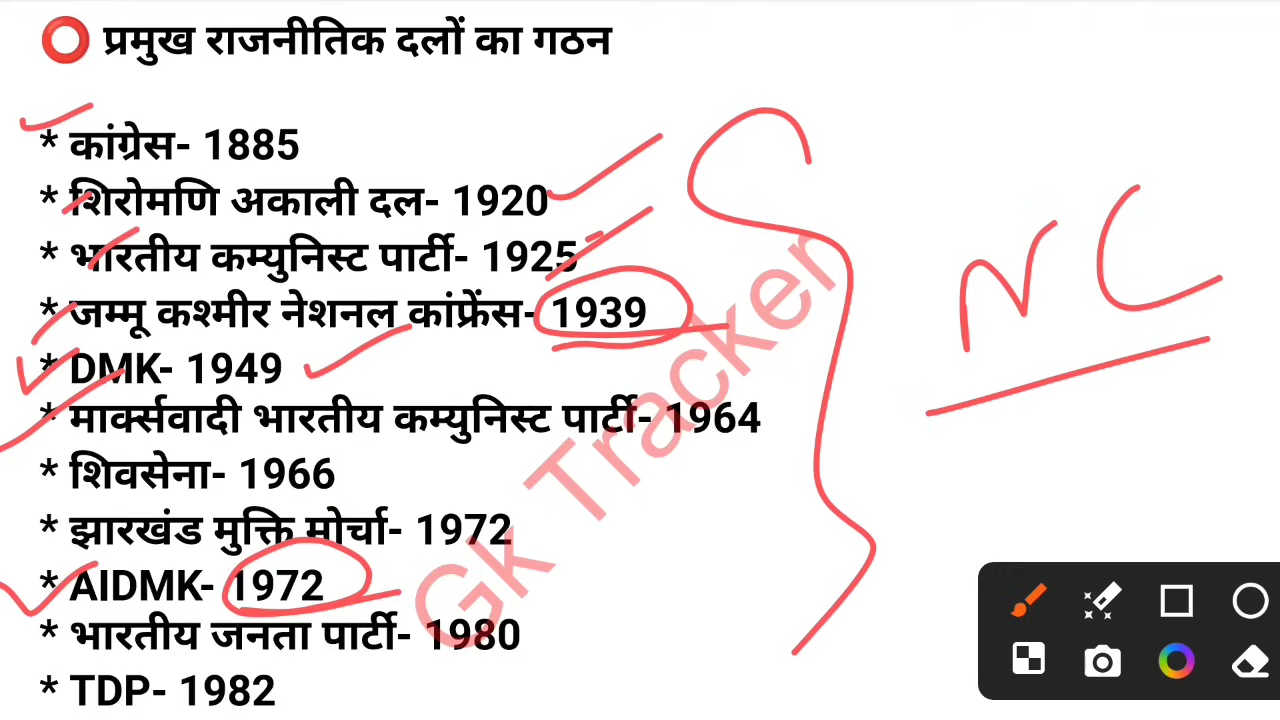 ⭕ प्रमुख राजनीतिक दलों का गठन
* कांग्रेस- 1885
* शिरोमणि अकाली दल- 1920
* भारतीय कम्युनिस्ट पार्टी- 1925
* जम्मू कश्मीर नेशनल कांफ्रेंस- 1939
* DMK- 1949
* मार्क्सवादी भारतीय कम्युनिस्ट पार्टी- 1964
* शिवसेना- 1966
* झारखंड मुक्ति मोर्चा- 1972
* AIDMK- 1972
* भारतीय जनता पार्टी- 1980
* TDP- 1982
NC
Gk Tracker